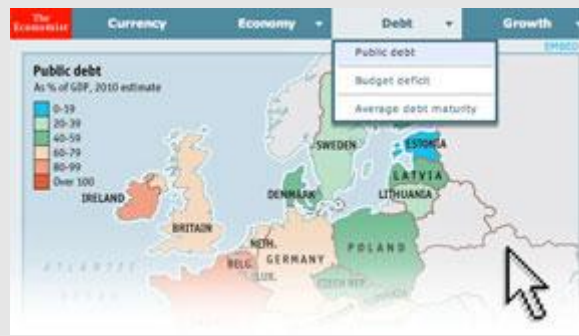 The
Economist
Currency
Economy
Debt
Growth
Public debt
Budget deficit
Average debt maturity
Public debt
As % of GDP, 2010 estimate
0-19
20-39
40-59
60-79
80-99
Over 100
SWEDEN
ESTONIA
LATVIA
LITHUANIA
IRELAND
DENMARK
BRITAIN
NETH.
POLAND
BELG.
GERMANY
LUX.
CZECH REP.